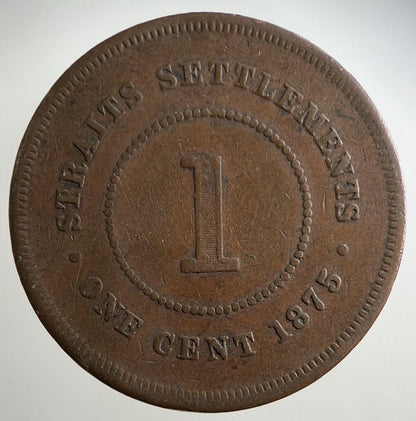 STRAITS SETTLEMENTS
1
ONE CENT 1875